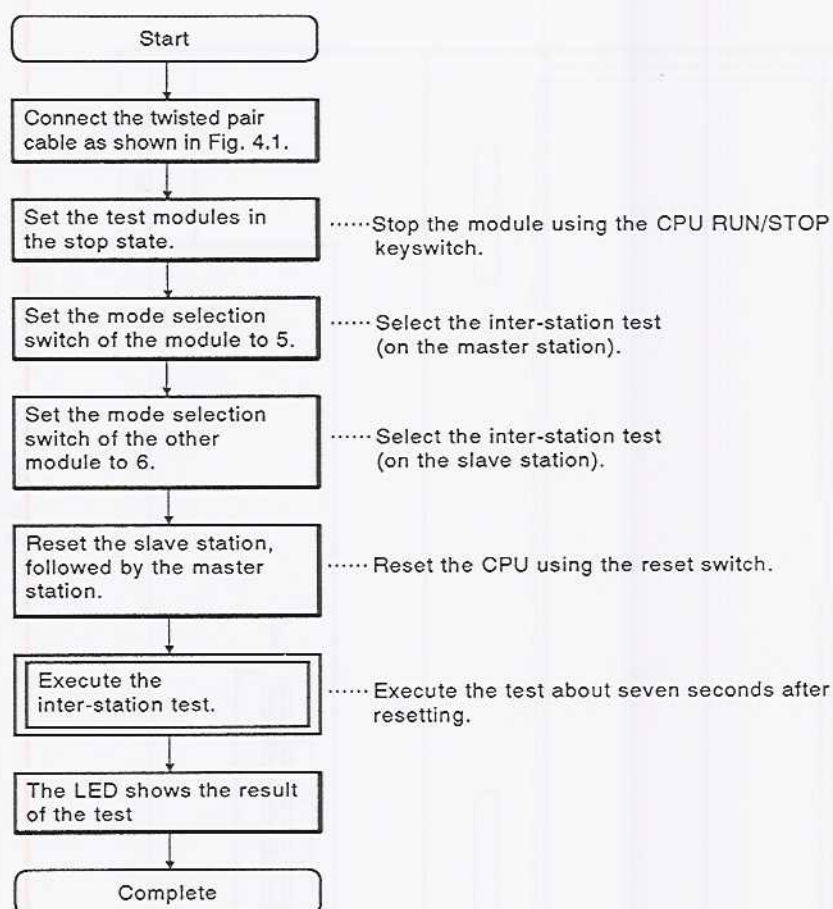 Start
Connect the twisted pair
cable as shown in Fig. 4.1.
Set the test modules in
the stop state.
......Stop the module using the CPU RUN/STOP
keyswitch.
Set the mode selection
switch of the module to 5.
...... Select the inter-station test
(on the master station).
Set the mode selection
switch of the other
module to 6.
...... Select the inter-station test
(on the slave station).
Reset the slave station,
followed by the master
station.
...... Reset the CPU using the reset switch.
Execute the
inter-station test.
...... Execute the test about seven seconds after
resetting.
The LED shows the result
of the test
Complete